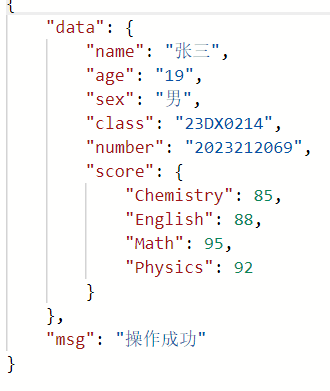 {
    "data": {
        "name": "张三",
        "age": "19",
        "sex": "男",
        "class": "23DX0214",
        "number": "2023212069",
        "score": {
            "Chemistry": 85,
            "English": 88,
            "Math": 95,
            "Physics": 92
        }
    },
    "msg": "操作成功"
}